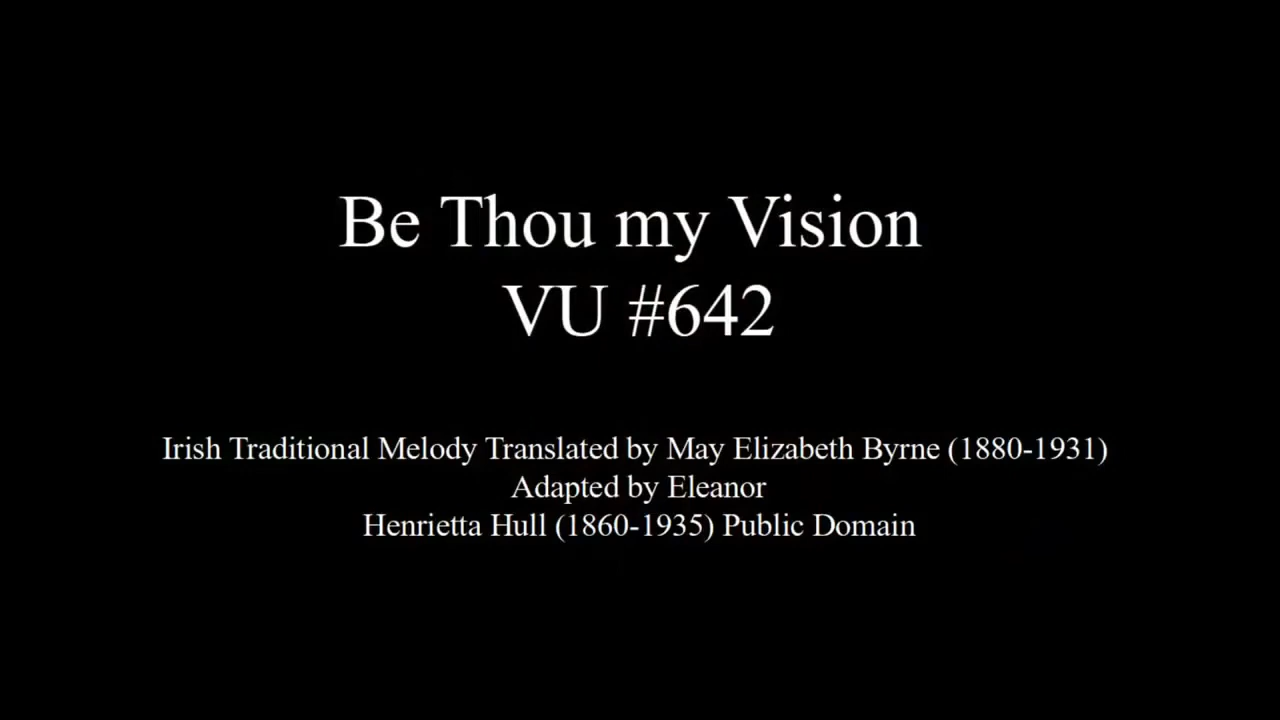 Be Thou my Vision
VU #642
Irish Traditional Melody Translated by May Elizabeth Byrne (1880-1931)
Adapted by Eleanor
Henrietta Hull (1860-1935) Public Domain